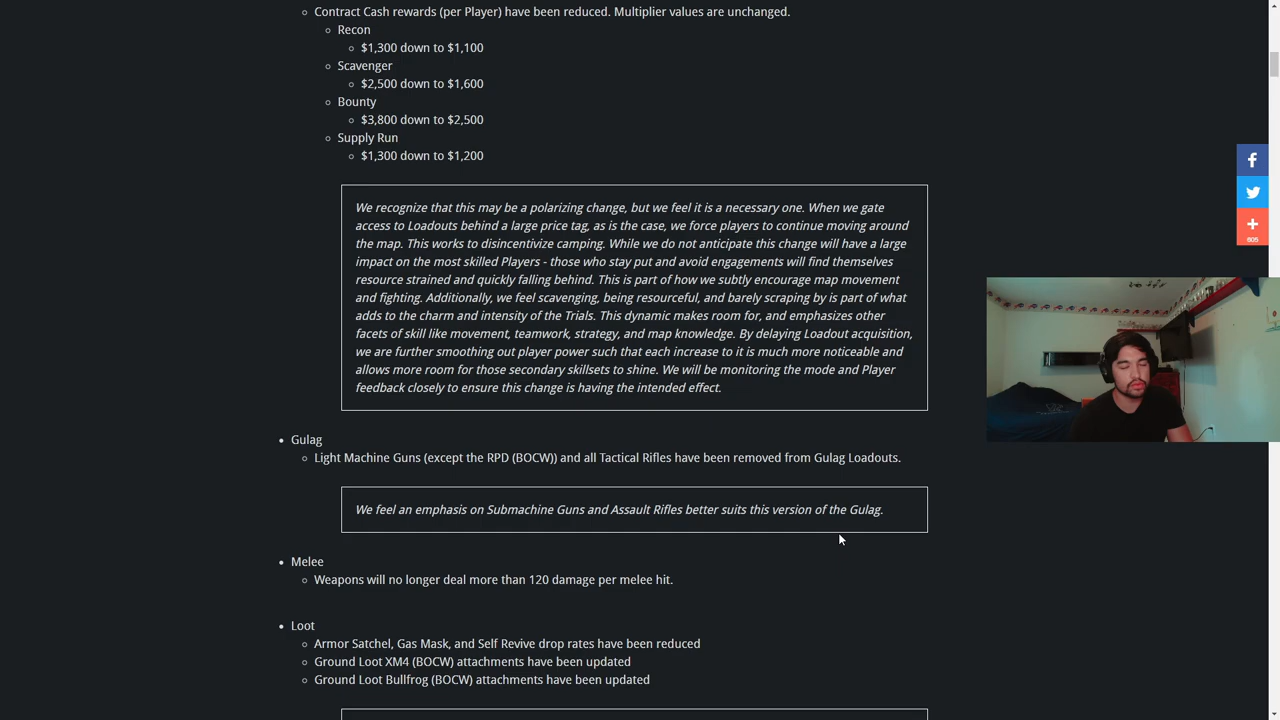 Contract Cash rewards (per Player) have been reduced. Multiplier values are unchanged.
Recon
$1,300 down to $1,100
Scavenger
$2,500 down to $1,600
Bounty
$3,800 down to $2,500
Supply Run
$1,300 down to $1,200
We recognize that this may be a polarizing change, but we feel it is a necessary one. When we gate
access to Loadouts behind a large price tag, as is the case, we force players to continue moving around
the map. This works to disincentivize camping. While we do not anticipate this change will have a large
impact on the most skilled Players - those who stay put and avoid engagements will find themselves
resource strained and quickly falling behind. This is part of how we subtly encourage map movement
and fighting. Additionally, we feel scavenging, being resourceful, and barely scraping by is part of what
adds to the charm and intensity of the Trials. This dynamic makes room for, and emphasizes other
facets of skill like movement, teamwork, strategy, and map knowledge. By delaying Loadout acquisition,
we are further smoothing out player power such that each increase to it is much more noticeable and
allows more room for those secondary skillsets to shine. We will be monitoring the mode and Player
feedback closely to ensure this change is having the intended effect.
Gulag
Light Machine Guns (except the RPD (BOCW)) and all Tactical Rifles have been removed from Gulag Loadouts.
We feel an emphasis on Submachine Guns and Assault Rifles better suits this version of the Gulag.
Melee
Weapons will no longer deal more than 120 damage per melee hit.
Loot
Armor Satchel, Gas Mask, and Self Revive drop rates have been reduced
Ground Loot XM4 (BOCW) attachments have been updated
Ground Loot Bullfrog (BOCW) attachments have been updated
605